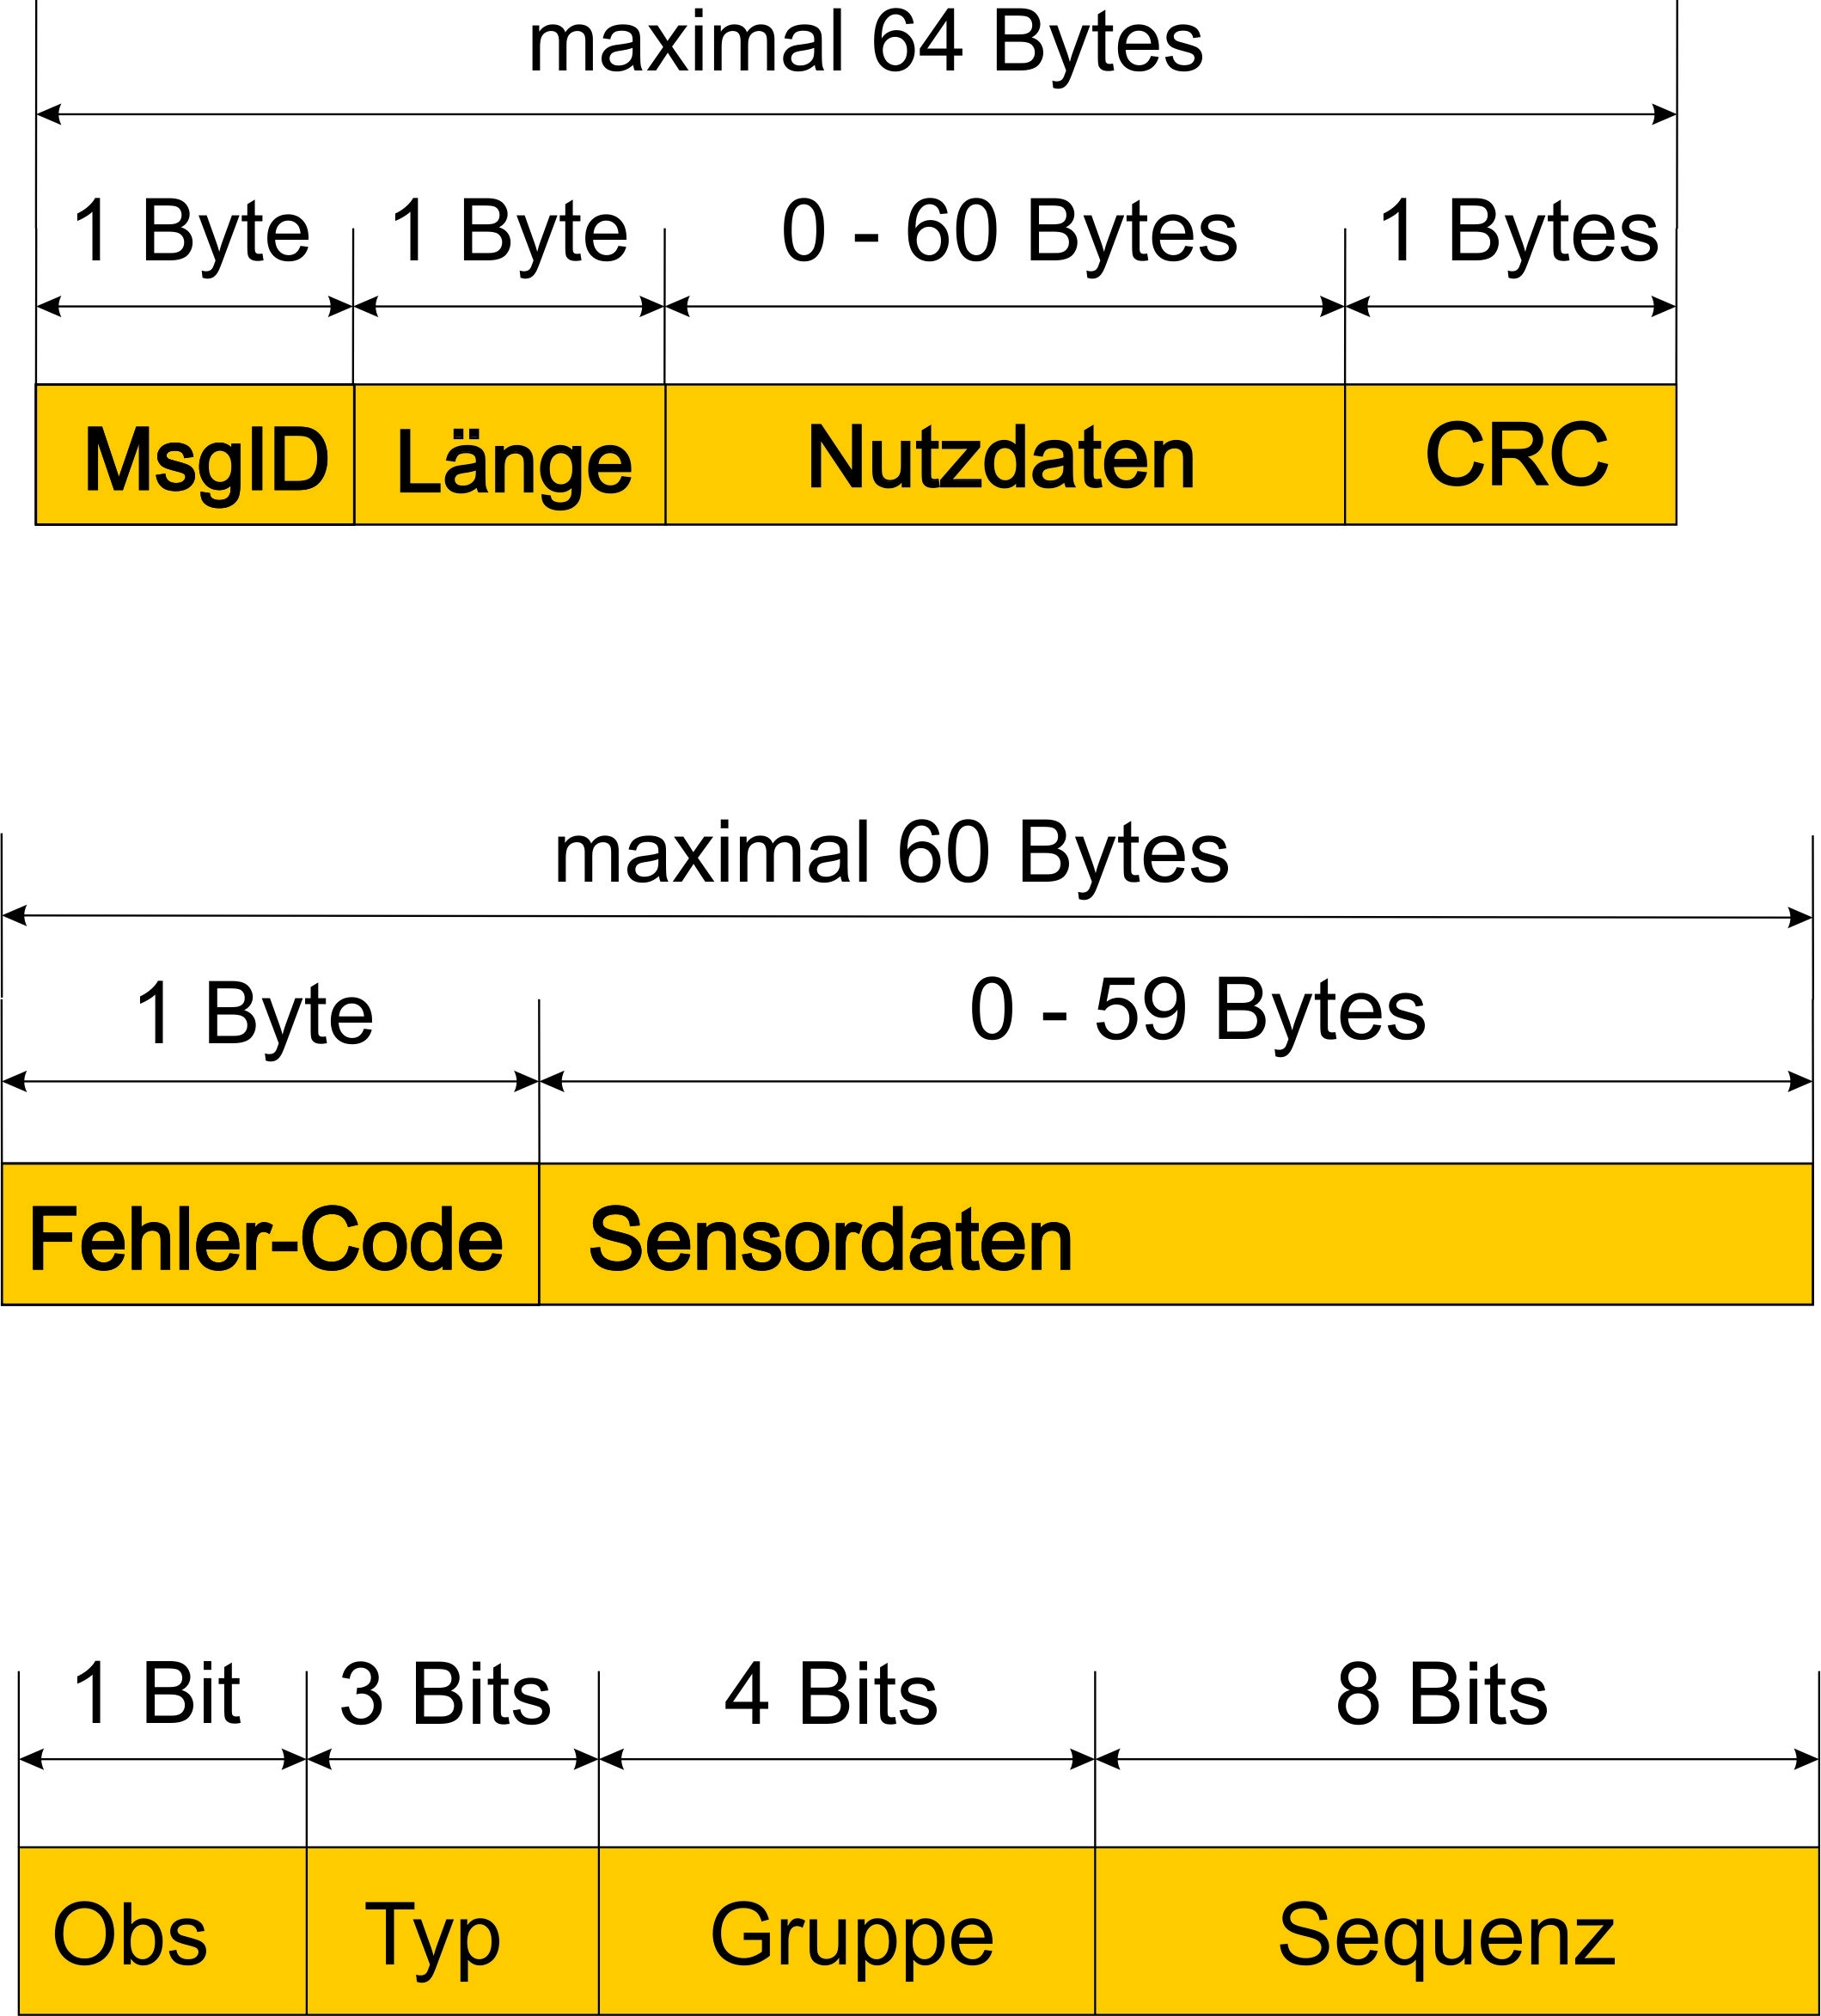 maximal 64 Bytes
1 Byte 1 Byte 0 - 60 Bytes 1 Bytes
MsgID Länge Nutzdaten CRC
maximal 60 Bytes
1 Byte 0 - 59 Bytes
Fehler-Code Sensordaten
1 Bit 3 Bits 4 Bits 8 Bits
Obs Typ Gruppe Sequenz